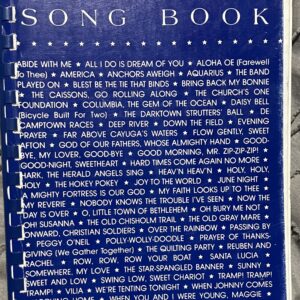 SONG BOOK
ABIDE WITH ME ★ ALL I DO IS DREAM OF YOU ★ ALOHA OE (Farewell
To Thee) ★ AMERICA ★ ANCHORS AWEIGH ★ AQUARIUS ★ THE BAND
PLAYED ON ★ BLEST BE THE TIE THAT BINDS ★ BRING BACK MY BONNIE
★ THE CAISSONS, GO ROLLING ALONG ★ THE CHURCH'S ONE
FOUNDATION ★ COLUMBIA, THE GEM OF THE OCEAN ★ DAISY BELL
(Bicycle Built For Two) ★ THE DARKTOWN STRUTTERS' BALL ★ DE
CAMPTOWN RACES ★ DEEP RIVER ★ DOWN THE FIELD ★ EVENING
PRAYER ★ FAR ABOVE CAYUGA'S WATERS ★ FLOW GENTLY, SWEET
AFTON ★ GOD OF OUR FATHERS, WHOSE ALMIGHTY HAND ★ GOOD-
BYE, MY LOVER, GOOD-BYE ★ GOOD MORNING, MR. ZIP-ZIP-ZIP! ★
GOODNIGHT, SWEETHEART ★ HARD TIMES COME AGAIN NO MORE ★
HARK, THE HERALD ANGELS SING ★ HEAV'N HEAV'N ★ HOLY, HOLY,
HOLY ★ THE HOKEY POKEY ★ JOY TO THE WORLD ★ JUNE NIGHT ★
A MIGHTY FORTRESS IS OUR GOD ★ MY FAITH LOOKS UP TO THEE ★
MY REVERIE ★ NOBODY KNOWS THE TROUBLE I'VE SEEN ★ NOW THE
DAY IS OVER ★ O, LITTLE TOWN OF BETHLEHEM ★ OH BURY ME NOT ★
OH SUSANNA ★ THE OLD CHISHOLM TRAIL ★ THE OLD GRAY MARE ★
ONWARD, CHRISTIAN SOLDIERS ★ OVER THE RAINBOW ★ PASSING BY
★ PEGGY O'NEIL ★ POLLY-WOLLY-DOODLE ★ PRAYER OF THANKS-
GIVING (We Gather Together) ★ THE QUILTING PARTY ★ REUBEN AND
RACHEL ★ ROW, ROW, ROW YOUR BOAT ★ SANTA LUCIA ★
SOMEWHERE, MY LOVE ★ THE STAR-SPANGLED BANNER ★ SUNNY ★
SWEET AND LOW ★ SWING LOW, SWEET CHARIOT ★ TRAMP! TRAMP!
TRAMP! ★ VILIA ★ WE'RE TENTING TONIGHT ★ WHEN JOHNNY COMES
HOME ★ WHEN YOU AND I WERE YOUNG, MAGGIE